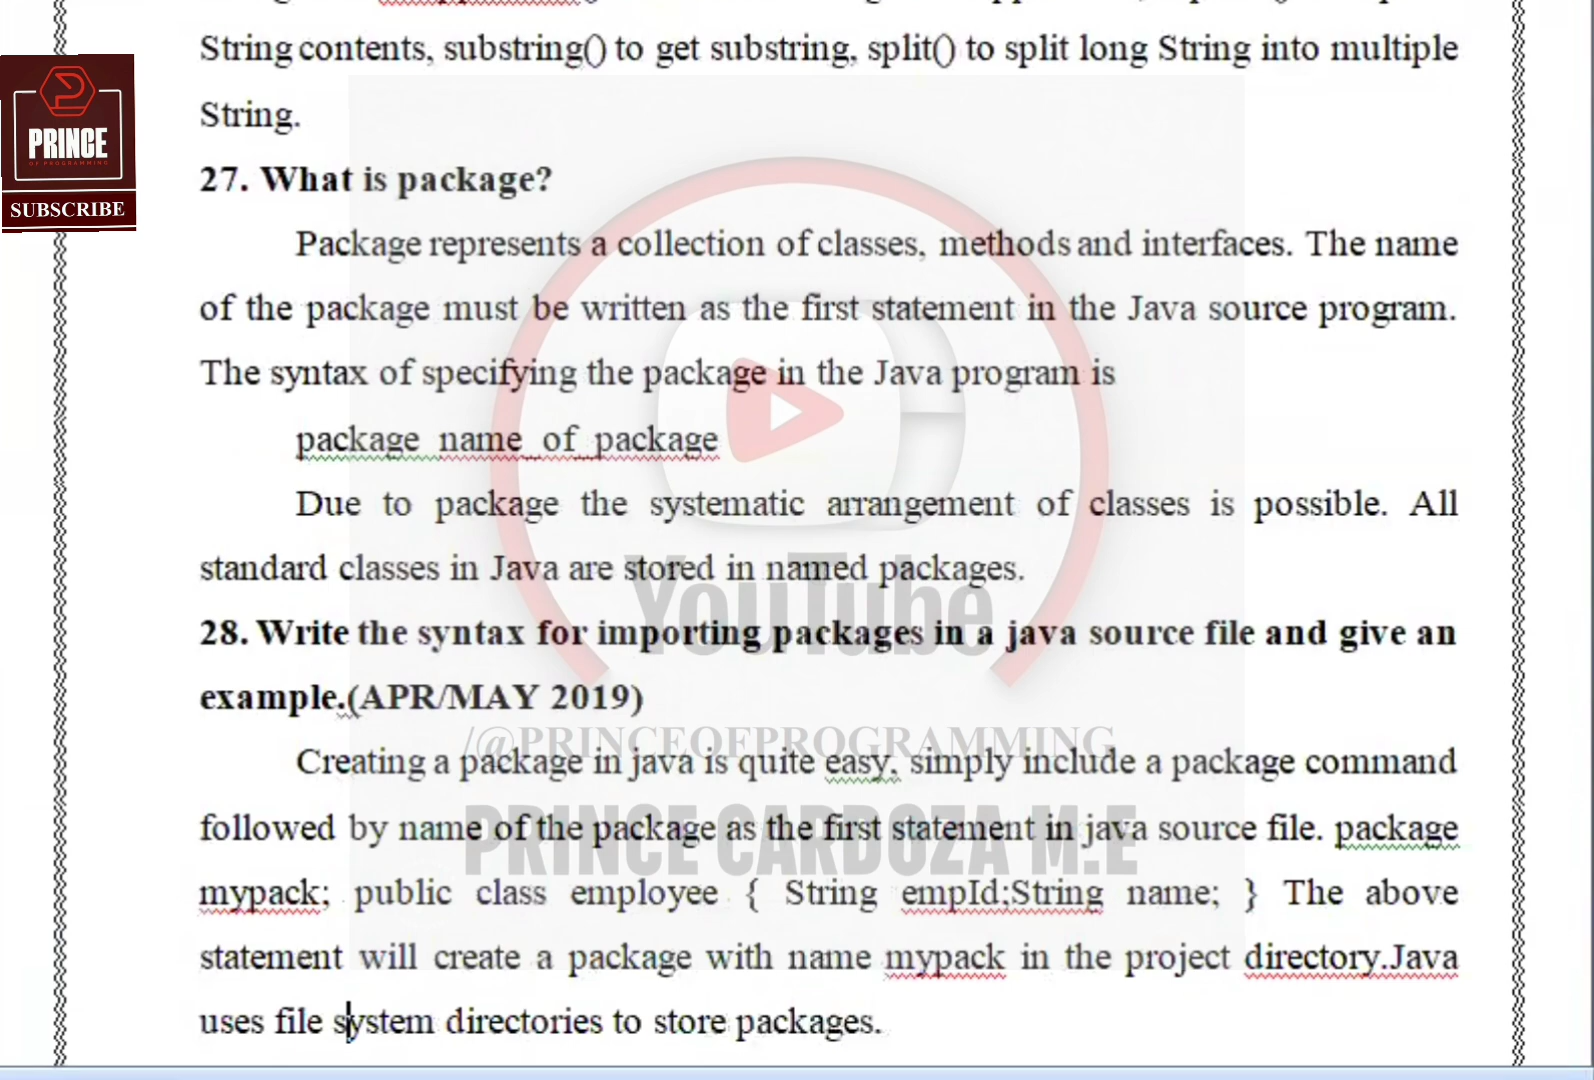 String contents, substring() to get substring, split() to split long String into multiple
String.
PRINCE
OF PROGRAMMING
SUBSCRIBE
27. What is package?
Package represents a collection of classes, methods and interfaces. The name
of the package must be written as the first statement in the Java source program.
The syntax of specifying the package in the Java program is
package name_of_package
Due to package the systematic arrangement of classes is possible. All
standard classes in Java are stored in named packages.
YouTube
28. Write the syntax for importing packages in a java source file and give an
example.(APR/MAY 2019)
/@PRINCEOFPROGRAMMING
Creating a package in java is quite easy, simply include a package command
followed by name of the package as the first statement in java source file. package
PRINCE CARDOZA M.E
mypack; public class employee { String empId;String name; } The above
statement will create a package with name mypack in the project directory.Java
uses file system directories to store packages.